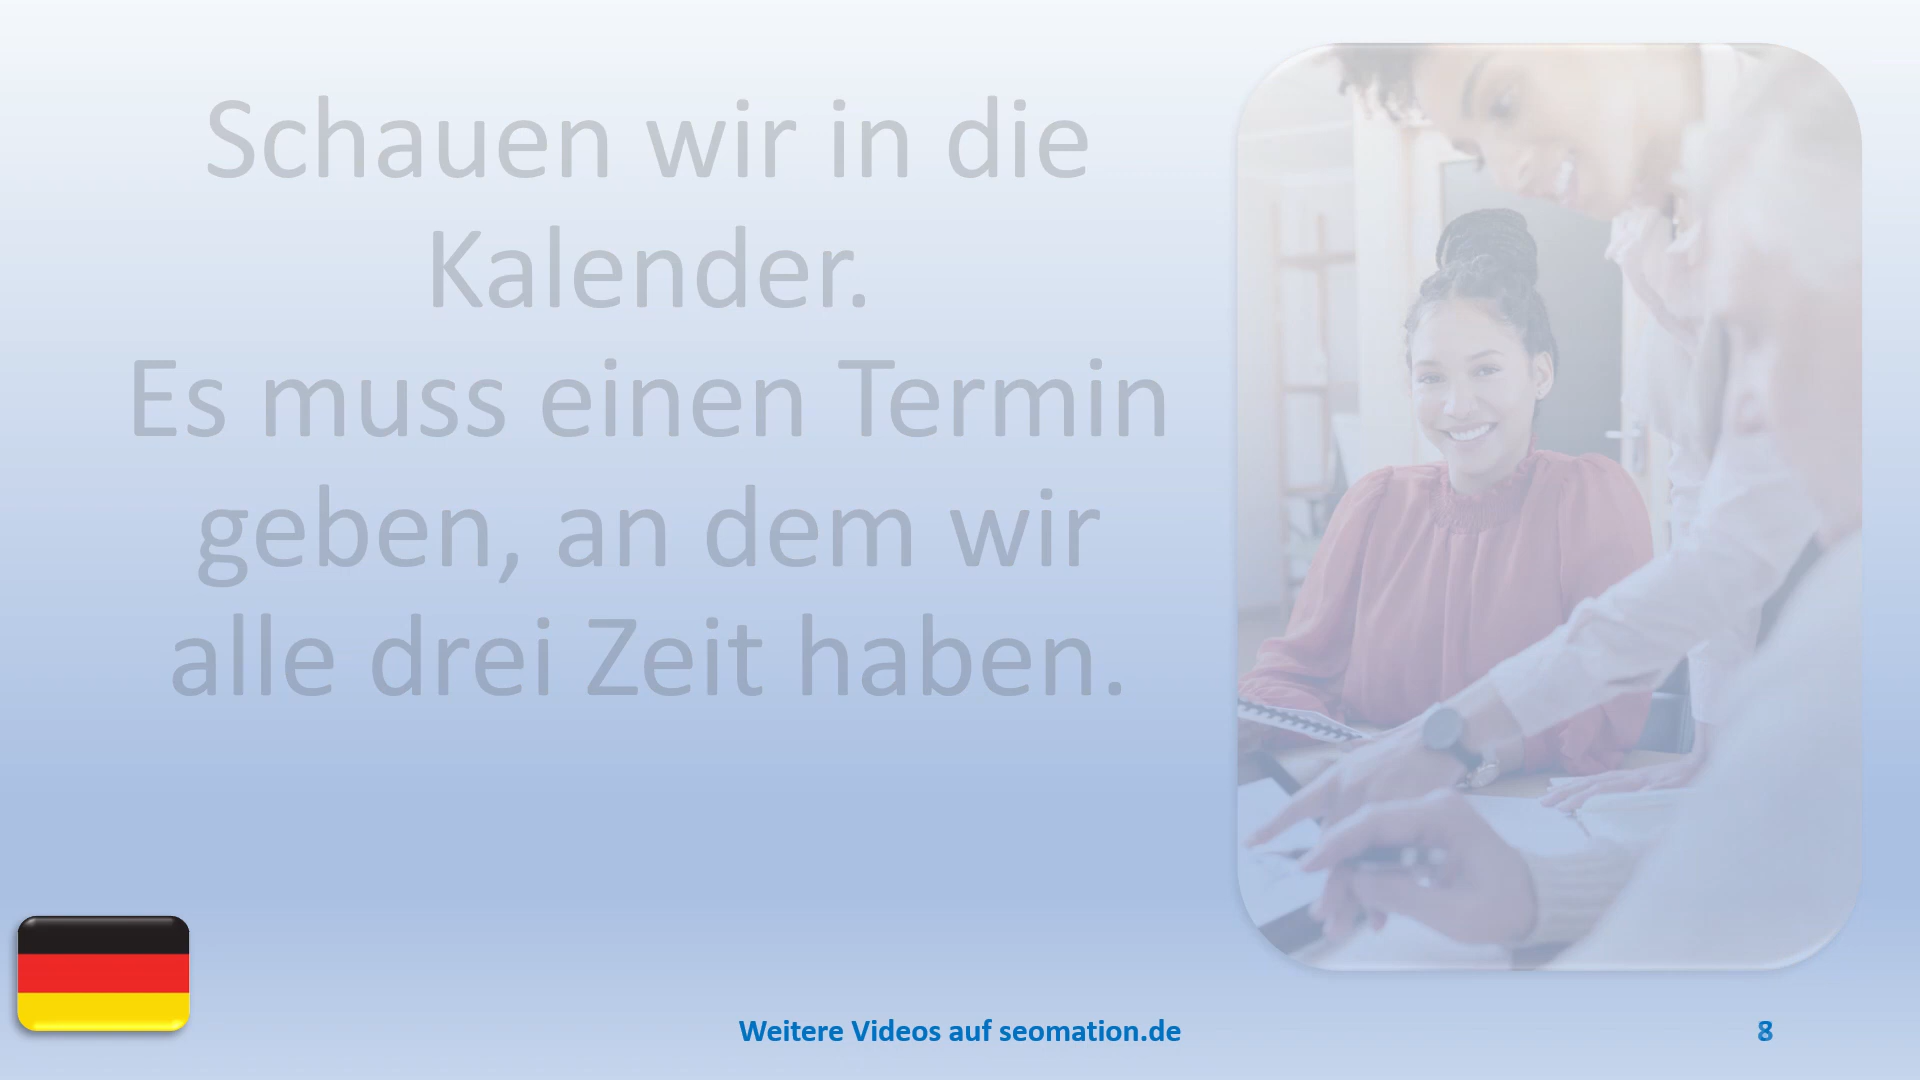 Schauen wir in die
Kalender.
Es muss einen Termin
geben, an dem wir
alle drei Zeit haben.
Weitere Videos auf seomation.de
8